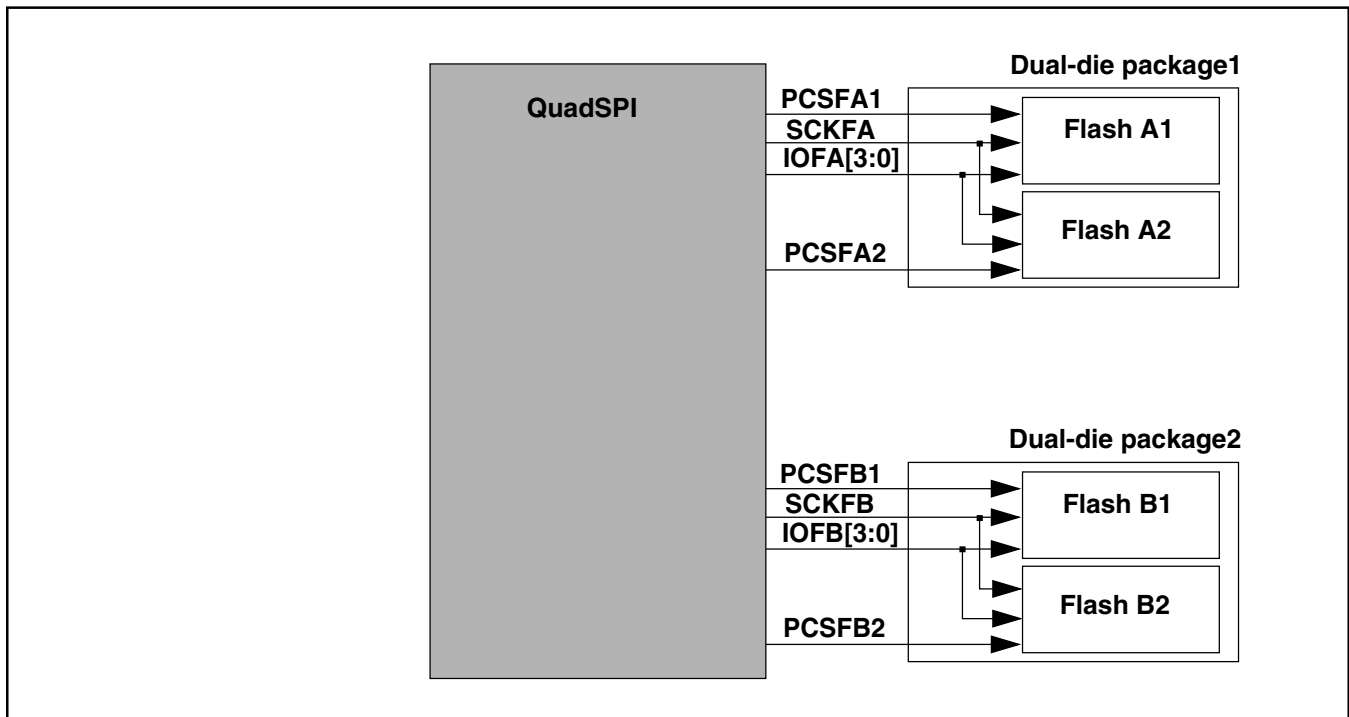 QuadSPI
Dual-die package1
PCSFA1
SCKFA
IOFA[3:0]
PCSFA2
Flash A1
Flash A2
Dual-die package2
PCSFB1
SCKFB
IOFB[3:0]
PCSFB2
Flash B1
Flash B2